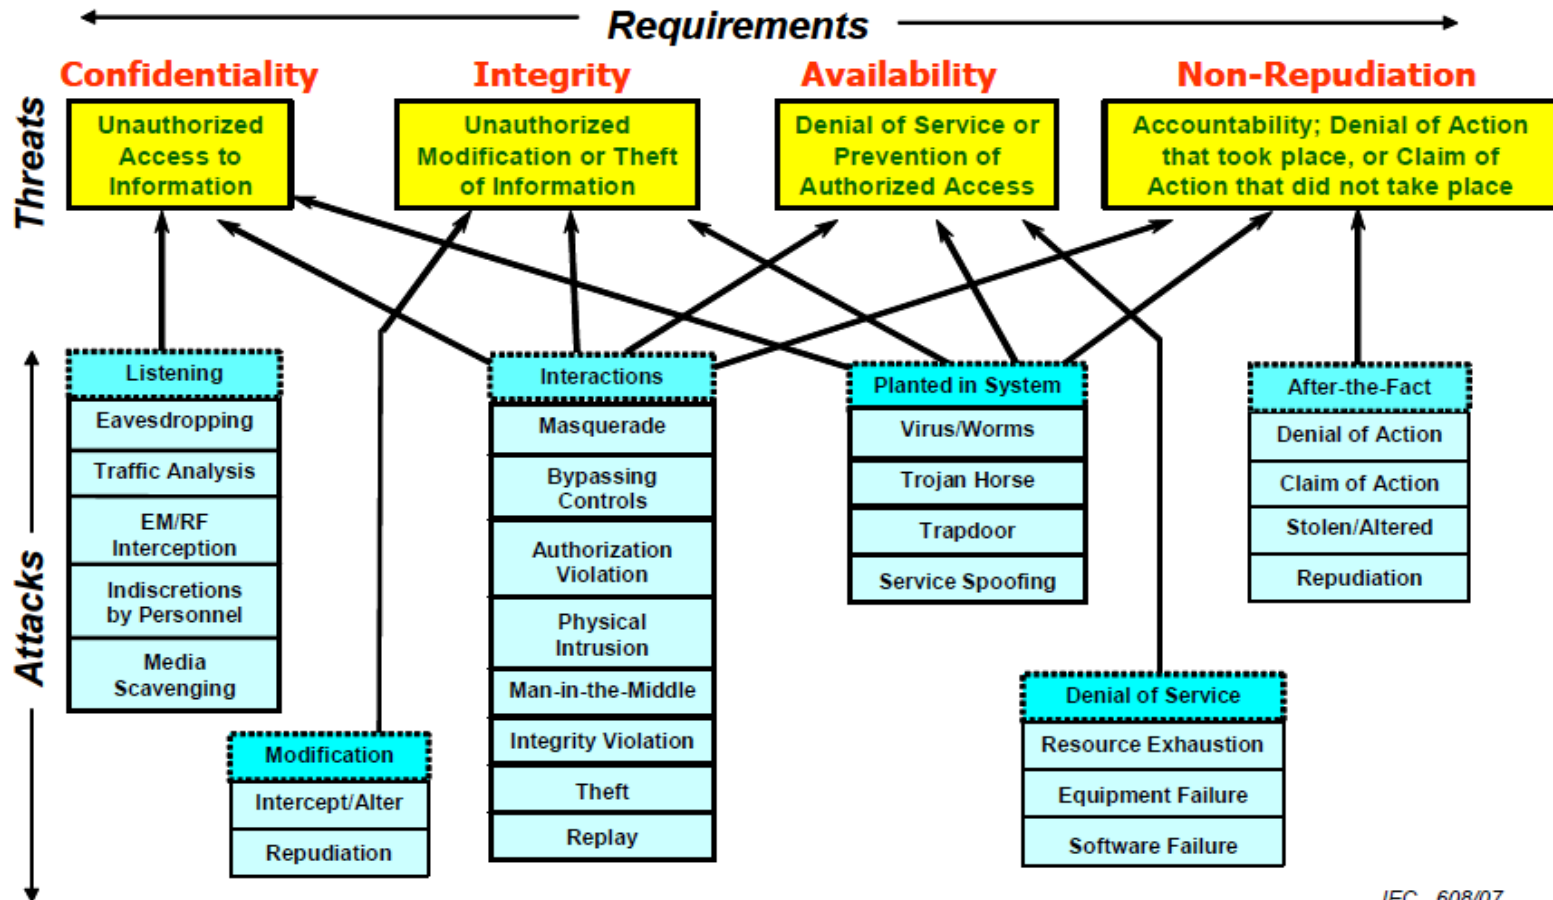 Requirements
Confidentiality
Integrity
Availability
Non-Repudiation
Threats
Unauthorized
Access to
Information
Unauthorized
Modification or Theft
of Information
Denial of Service or
Prevention of
Authorized Access
Accountability; Denial of Action
that took place, or Claim of
Action that did not take place
Attacks
Listening
Eavesdropping
Traffic Analysis
EM/RF
Interception
Indiscretions
by Personnel
Media
Scavenging
Modification
Intercept/Alter
Repudiation
Interactions
Masquerade
Bypassing
Controls
Authorization
Violation
Physical
Intrusion
Man-in-the-Middle
Integrity Violation
Theft
Replay
Planted in System
Virus/Worms
Trojan Horse
Trapdoor
Service Spoofing
Denial of Service
Resource Exhaustion
Equipment Failure
Software Failure
After-the-Fact
Denial of Action
Claim of Action
Stolen/Altered
Repudiation
IEC 608/07